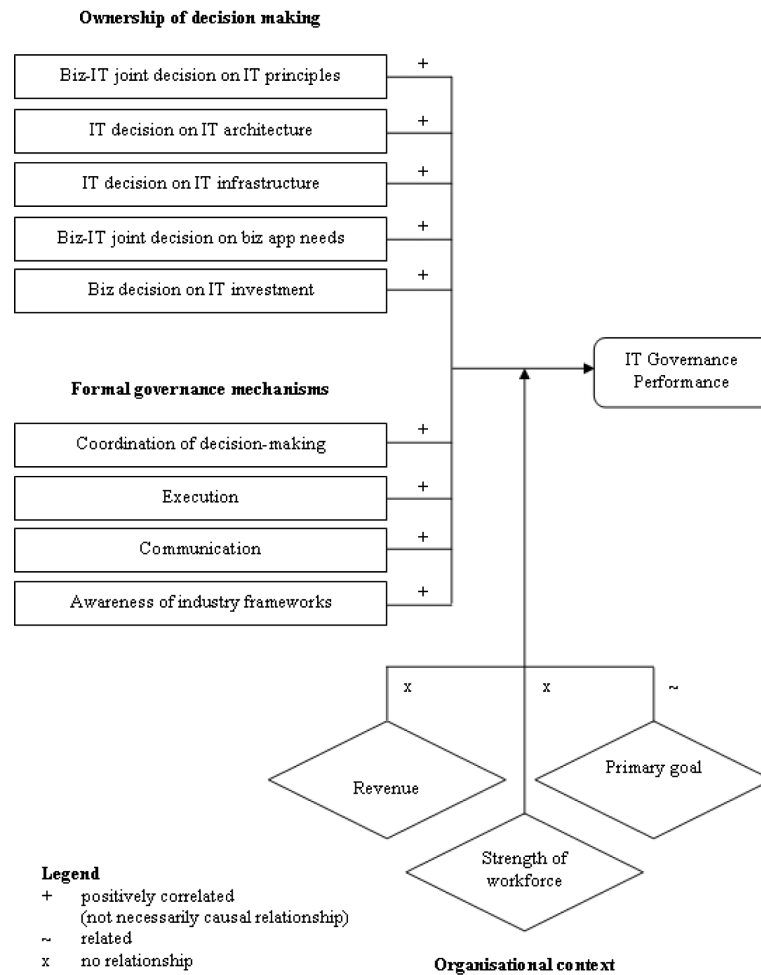 Ownership of decision making
Biz-IT joint decision on IT principles
+
IT decision on IT architecture
+
IT decision on IT infrastructure
+
Biz-IT joint decision on biz app needs
+
Biz decision on IT investment
+
IT Governance
Performance
Formal governance mechanisms
Coordination of decision-making
+
Execution
+
Communication
+
Awareness of industry frameworks
+
x
x
~
Revenue
Primary goal
Strength of
workforce
Legend
+ positively correlated
(not necessarily causal relationship)
~ related
x no relationship
Organisational context